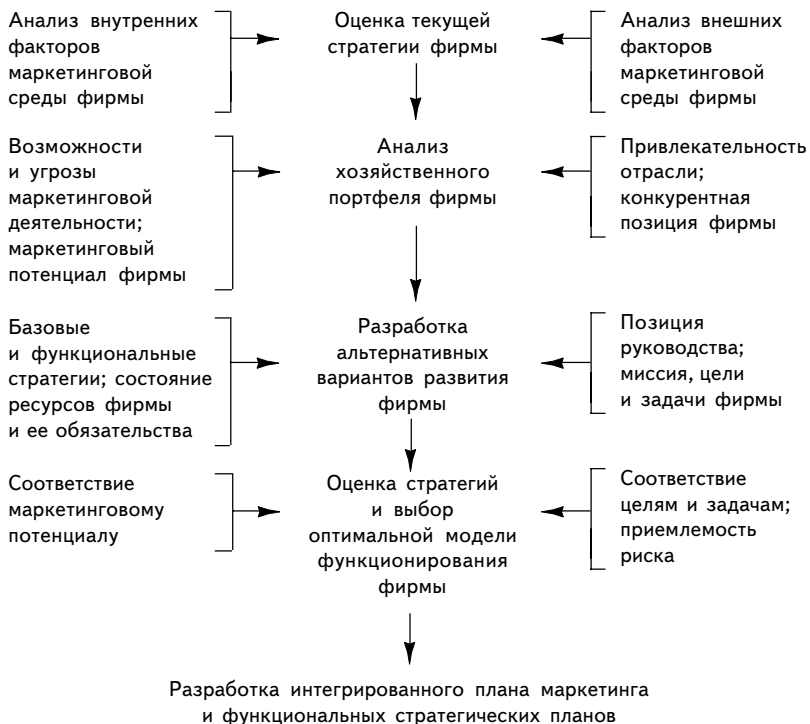 Анализ внутренних
факторов
маркетинговой
среды фирмы
Оценка текущей
стратегии фирмы
Анализ внешних
факторов
маркетинговой
среды фирмы
Возможности
и угрозы
маркетинговой
деятельности;
маркетинговый
потенциал фирмы
Анализ
хозяйственного
портфеля фирмы
Привлекательность
отрасли;
конкурентная
позиция фирмы
Базовые
и функциональные
стратегии; состояние
ресурсов фирмы
и ее обязательства
Разработка
альтернативных
вариантов развития
фирмы
Позиция
руководства;
миссия, цели
и задачи фирмы
Соответствие
маркетинговому
потенциалу
Оценка стратегий
и выбор
оптимальной модели
функционирования
фирмы
Соответствие
целям и задачам;
приемлемость
риска
Разработка интегрированного плана маркетинга
и функциональных стратегических планов